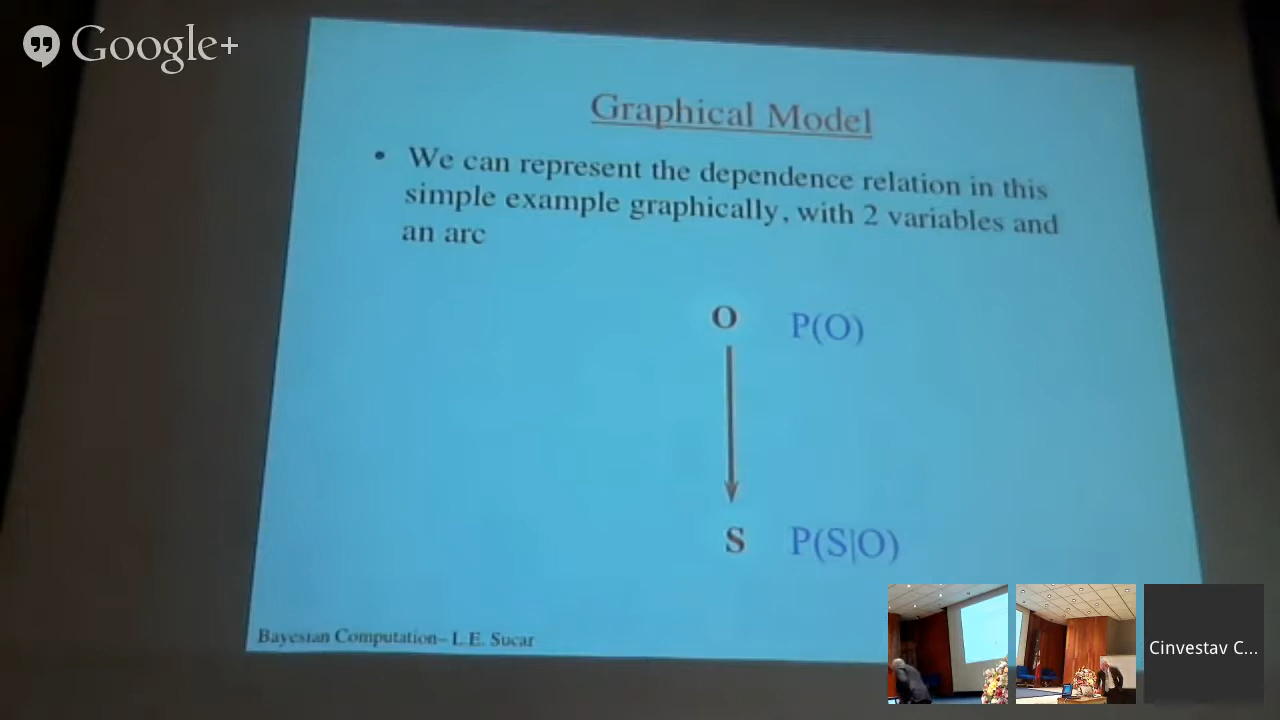 Google+
Graphical Model
• We can represent the dependence relation in this
simple example graphically, with 2 variables and
an arc
O P(O)
S P(S|O)
Bayesian Computation– L.E. Sucar
Cinvestav C...